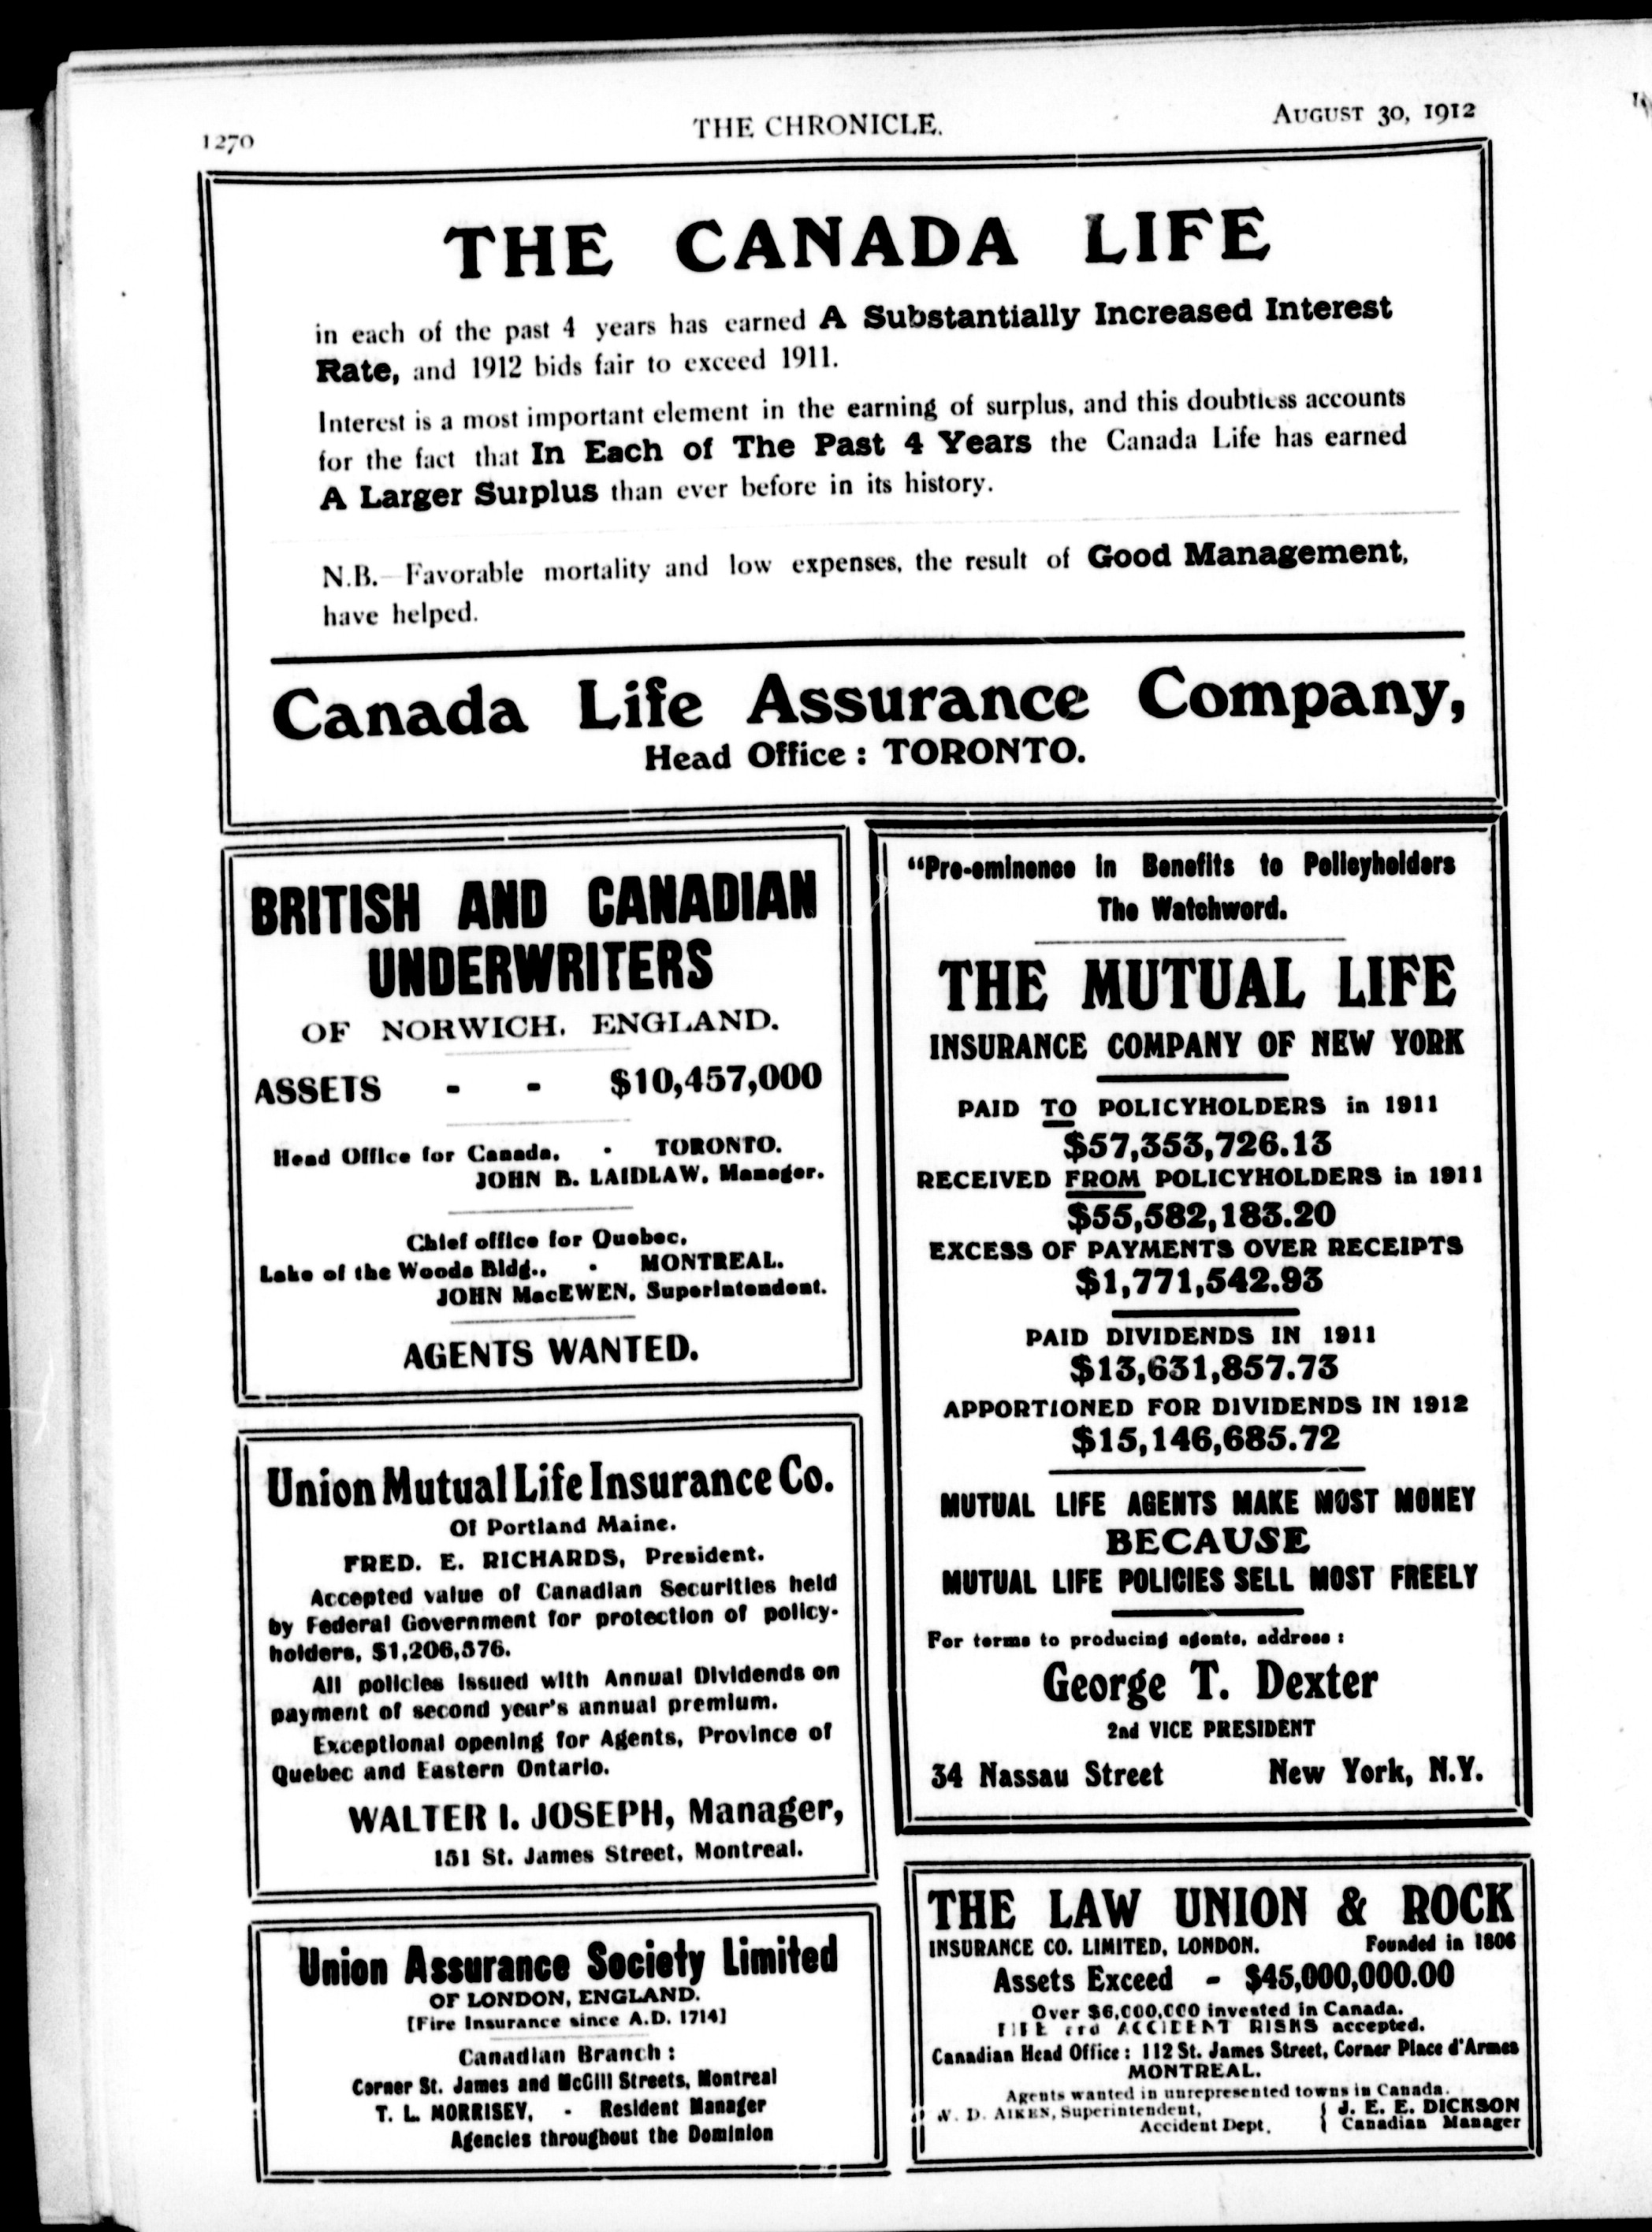 1270
THE CHRONICLE.
AUGUST 30, 1912
THE CANADA LIFE
in each of the past 4 years has earned A Substantially Increased Interest
Rate, and 1912 bids fair to exceed 1911.
Interest is a most important element in the earning of surplus, and this doubtless accounts
for the fact that In Each of The Past 4 Years the Canada Life has earned
A Larger Surplus than ever before in its history.
N.B.—Favorable mortality and low expenses, the result of Good Management,
have helped.
Canada Life Assurance Company,
Head Office : TORONTO.
BRITISH AND CANADIAN
UNDERWRITERS
OF NORWICH, ENGLAND.
ASSETS - - $10,457,000
Head Office for Canada, - TORONTO.
JOHN B. LAIDLAW, Manager.
Chief office for Quebec,
Lake of the Woods Bldg., - MONTREAL.
JOHN MacEWEN, Superintendent.
AGENTS WANTED.
Union Mutual Life Insurance Co.
Of Portland Maine.
FRED. E. RICHARDS, President.
Accepted value of Canadian Securities held
by Federal Government for protection of policy-
holders, $1,206,576.
All policies issued with Annual Dividends on
payment of second year's annual premium.
Exceptional opening for Agents, Province of
Quebec and Eastern Ontario.
WALTER I. JOSEPH, Manager,
151 St. James Street, Montreal.
Union Assurance Society Limited
OF LONDON, ENGLAND.
[Fire Insurance since A.D. 1714]
Canadian Branch :
Corner St. James and McGill Streets, Montreal
T. L. MORRISEY, - Resident Manager
Agencies throughout the Dominion
"Pre-eminence in Benefits to Policyholders
The Watchword.
THE MUTUAL LIFE
INSURANCE COMPANY OF NEW YORK
PAID TO POLICYHOLDERS in 1911
$57,353,726.13
RECEIVED FROM POLICYHOLDERS in 1911
$55,582,183.20
EXCESS OF PAYMENTS OVER RECEIPTS
$1,771,542.93
PAID DIVIDENDS IN 1911
$13,631,857.73
APPORTIONED FOR DIVIDENDS IN 1912
$15,146,685.72
MUTUAL LIFE AGENTS MAKE MOST MONEY
BECAUSE
MUTUAL LIFE POLICIES SELL MOST FREELY
For terms to producing agents, address :
George T. Dexter
2nd VICE PRESIDENT
34 Nassau Street New York, N.Y.
THE LAW UNION & ROCK
INSURANCE CO. LIMITED, LONDON. Founded in 1806
Assets Exceed - $45,000,000.00
Over $6,000,000 invested in Canada.
FIRE and ACCIDENT RISKS accepted.
Canadian Head Office : 112 St. James Street, Corner Place d'Armes
MONTREAL.
Agents wanted in unrepresented towns in Canada.
W. D. AIKEN, Superintendent, J. E. E. DICKSON
Accident Dept. Canadian Manager